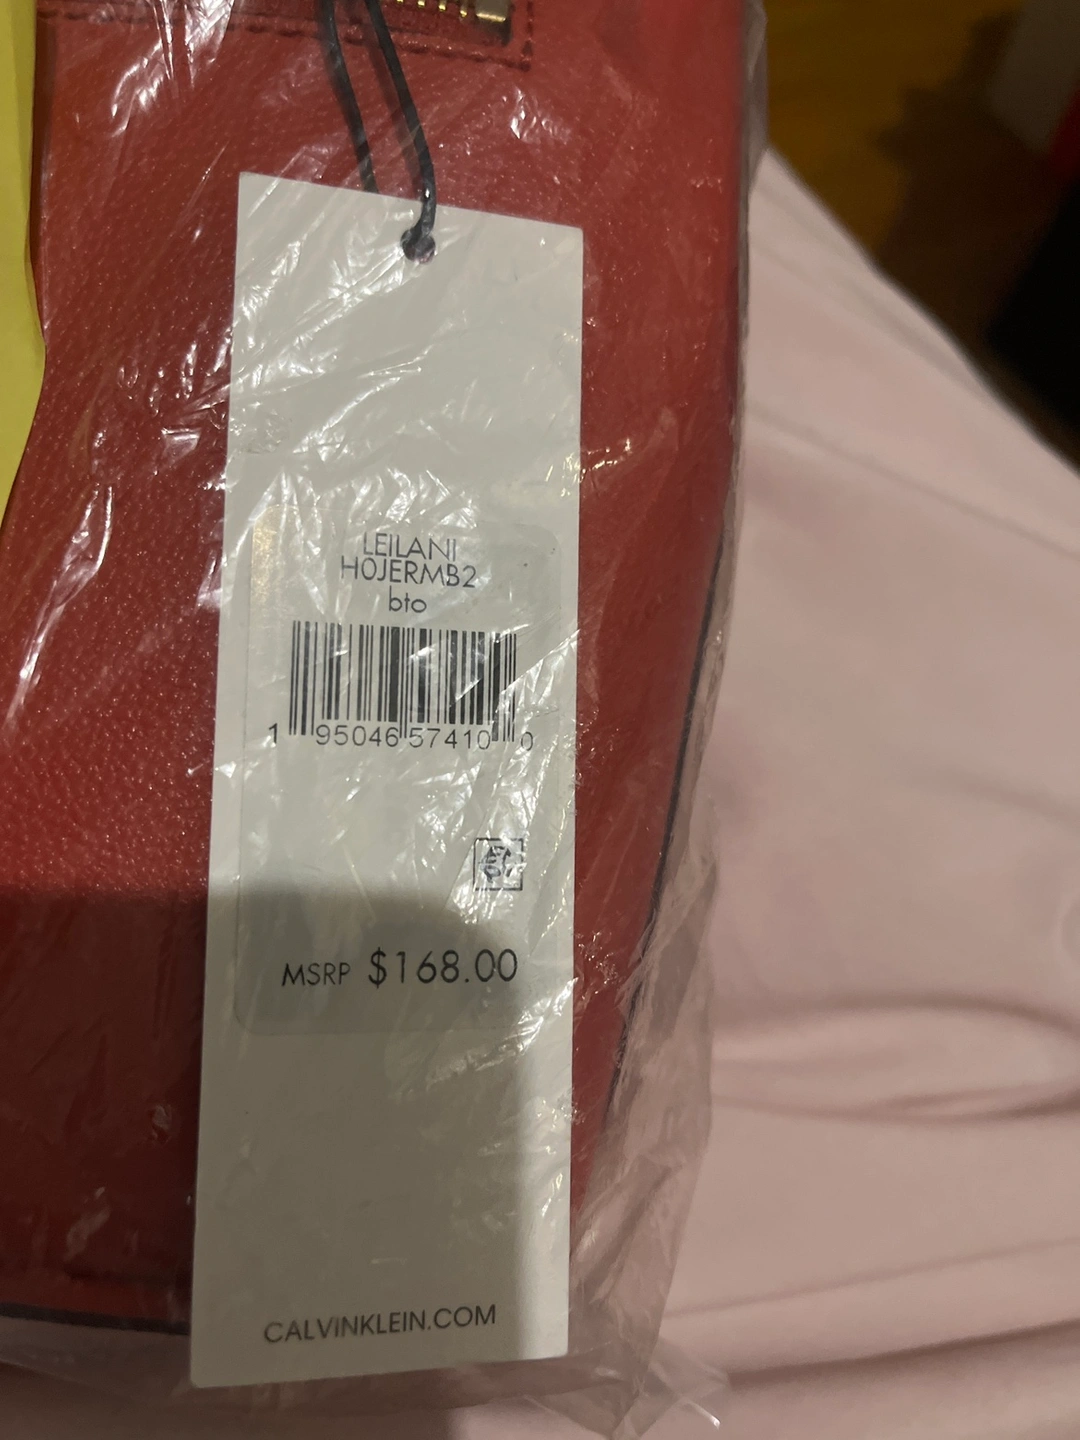 LEILANI
H0JERMB2
bto
1 95046 57410 0
MSRP $168.00
CALVINKLEIN.COM